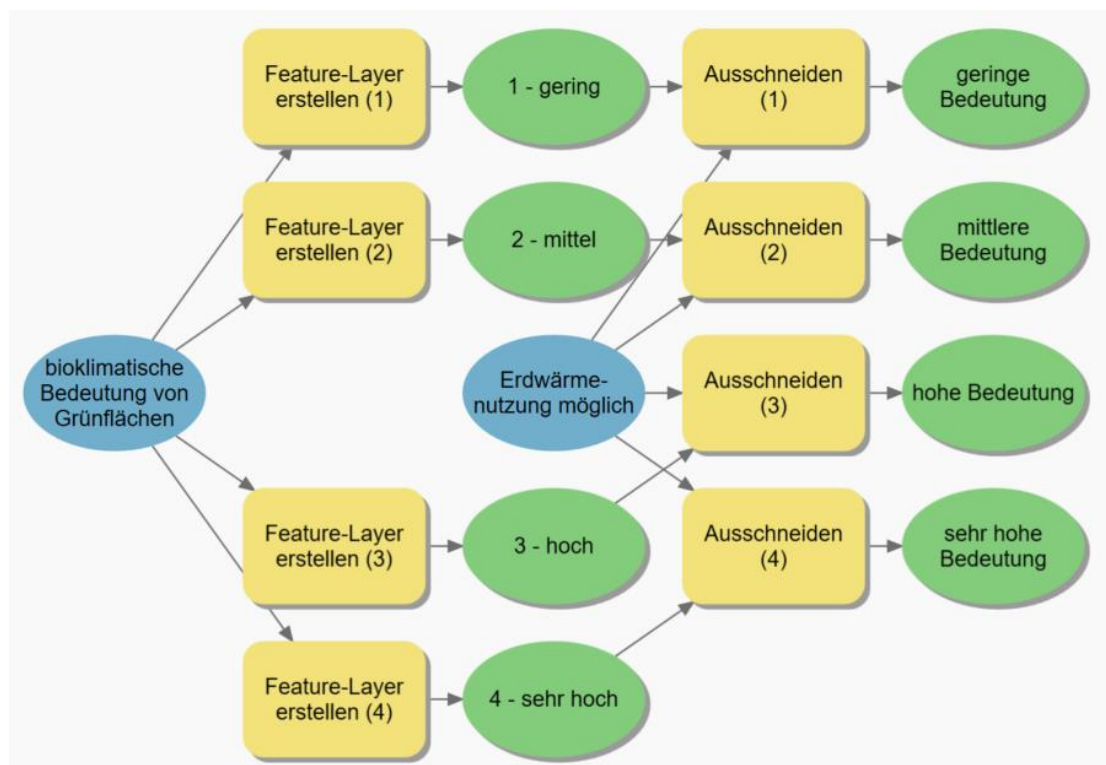 Feature-Layer
erstellen (1)
1 - gering
Ausschneiden
(1)
geringe
Bedeutung
Feature-Layer
erstellen (2)
2 - mittel
Ausschneiden
(2)
mittlere
Bedeutung
bioklimatische
Bedeutung von
Grünflächen
Erdwärme-
nutzung möglich
Ausschneiden
(3)
hohe Bedeutung
Feature-Layer
erstellen (3)
3 - hoch
Ausschneiden
(4)
sehr hohe
Bedeutung
Feature-Layer
erstellen (4)
4 - sehr hoch